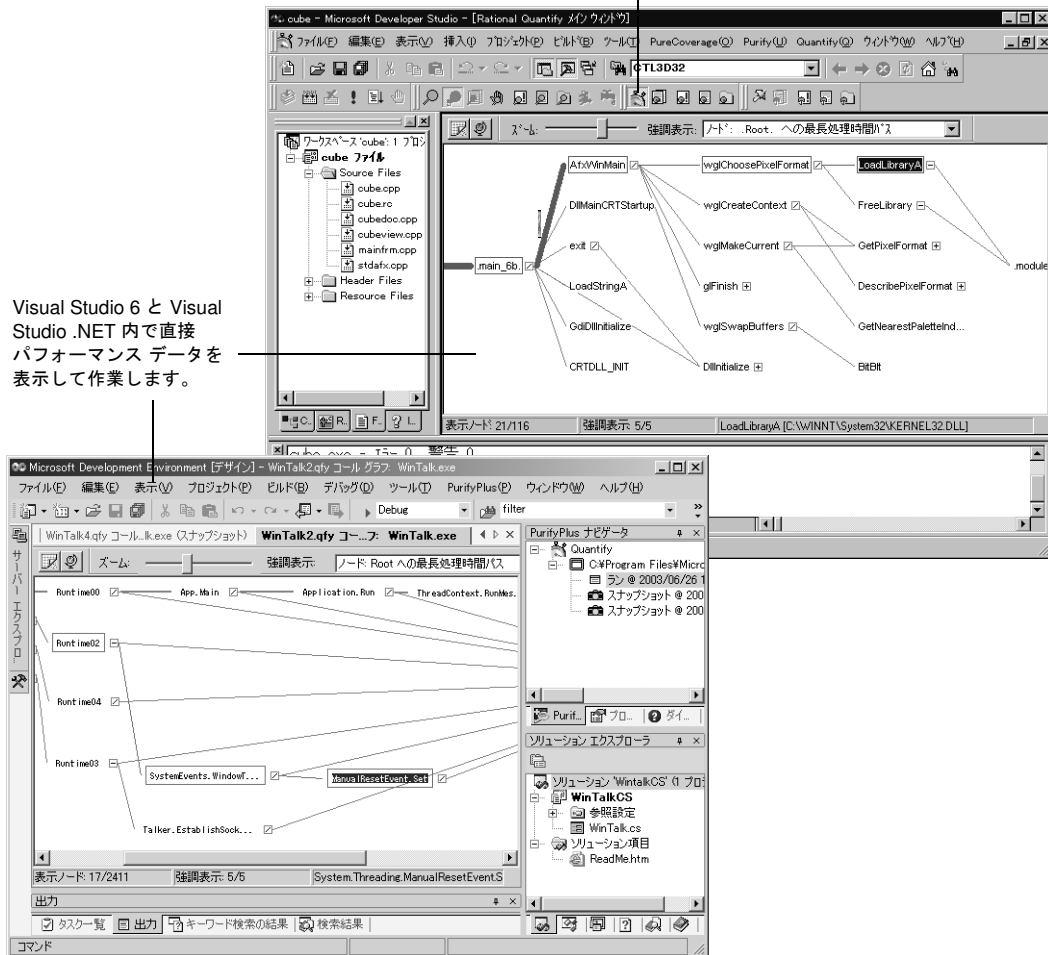 cube - Microsoft Developer Studio - [Rational Quantify メイン ウィンドウ]
ファイル(F) 編集(E) 表示(V) 挿入(I) プロジェクト(P) ビルド(B) ツール(T) PureCoverage(O) Purify(U) Quantify(Q) ウィンドウ(W) ヘルプ(H)
CTL3D32
ズーム: 強調表示: ノード: .Root. への最長処理時間パス
ワークスペース 'cube': 1 プロジ
cube ファイル
Source Files
cube.cpp
cube.rc
cubedoc.cpp
cubeview.cpp
mainfrm.cpp
stdafx.cpp
Header Files
Resource Files
C.. R.. F.. I...
AfxWinMain wglChoosePixelFormat LoadLibraryA
DllMainCRTStartup wglCreateContext FreeLibrary
exit wglMakeCurrent GetPixelFormat
.main_6b. .module
LoadStringA glFinish DescribePixelFormat
GdiDllInitialize wglSwapBuffers GetNearestPaletteInd...
CRTDLL_INIT DllInitialize BitBlt
表示ノード: 21/116 強調表示: 5/5 LoadLibraryA [C:\WINNT\System32\KERNEL32.DLL]
cube.exe - エラー 0、警告 0
Visual Studio 6 と Visual
Studio .NET 内で直接
パフォーマンス データを
表示して作業します。
Microsoft Development Environment [デザイン] - WinTalk2.qfy コール グラフ: WinTalk.exe
ファイル(F) 編集(E) 表示(V) プロジェクト(P) ビルド(B) デバッグ(D) ツール(T) PurifyPlus(P) ウィンドウ(W) ヘルプ(H)
Debug filter
サーバー エクスプロ...
WinTalk4.qfy コール...lk.exe (スナップショット) WinTalk2.qfy コー...フ: WinTalk.exe
ズーム: 強調表示: ノード: Root への最長処理時間パス
Runtime00 App.Main Application.Run ThreadContext.RunMes.
Runtime02
Runtime04
Runtime03
SystemEvents.WindowT... ManualResetEvent.Set
Talker.EstablishSock...
表示ノード: 17/2411 強調表示: 5/5 System.Threading.ManualResetEvent.S
PurifyPlus ナビゲータ
Quantify
C:¥Program Files¥Micro
ラン @ 2003/06/26 1
スナップショット @ 200
スナップショット @ 200
Purif... プロ... ダイ...
ソリューション エクスプローラ
ソリューション 'WintalkCS' (1 プロ
WinTalkCS
参照設定
WinTalk.cs
ソリューション項目
ReadMe.htm
出力
タスク一覧 出力 キーワード検索の結果 検索結果
コマンド